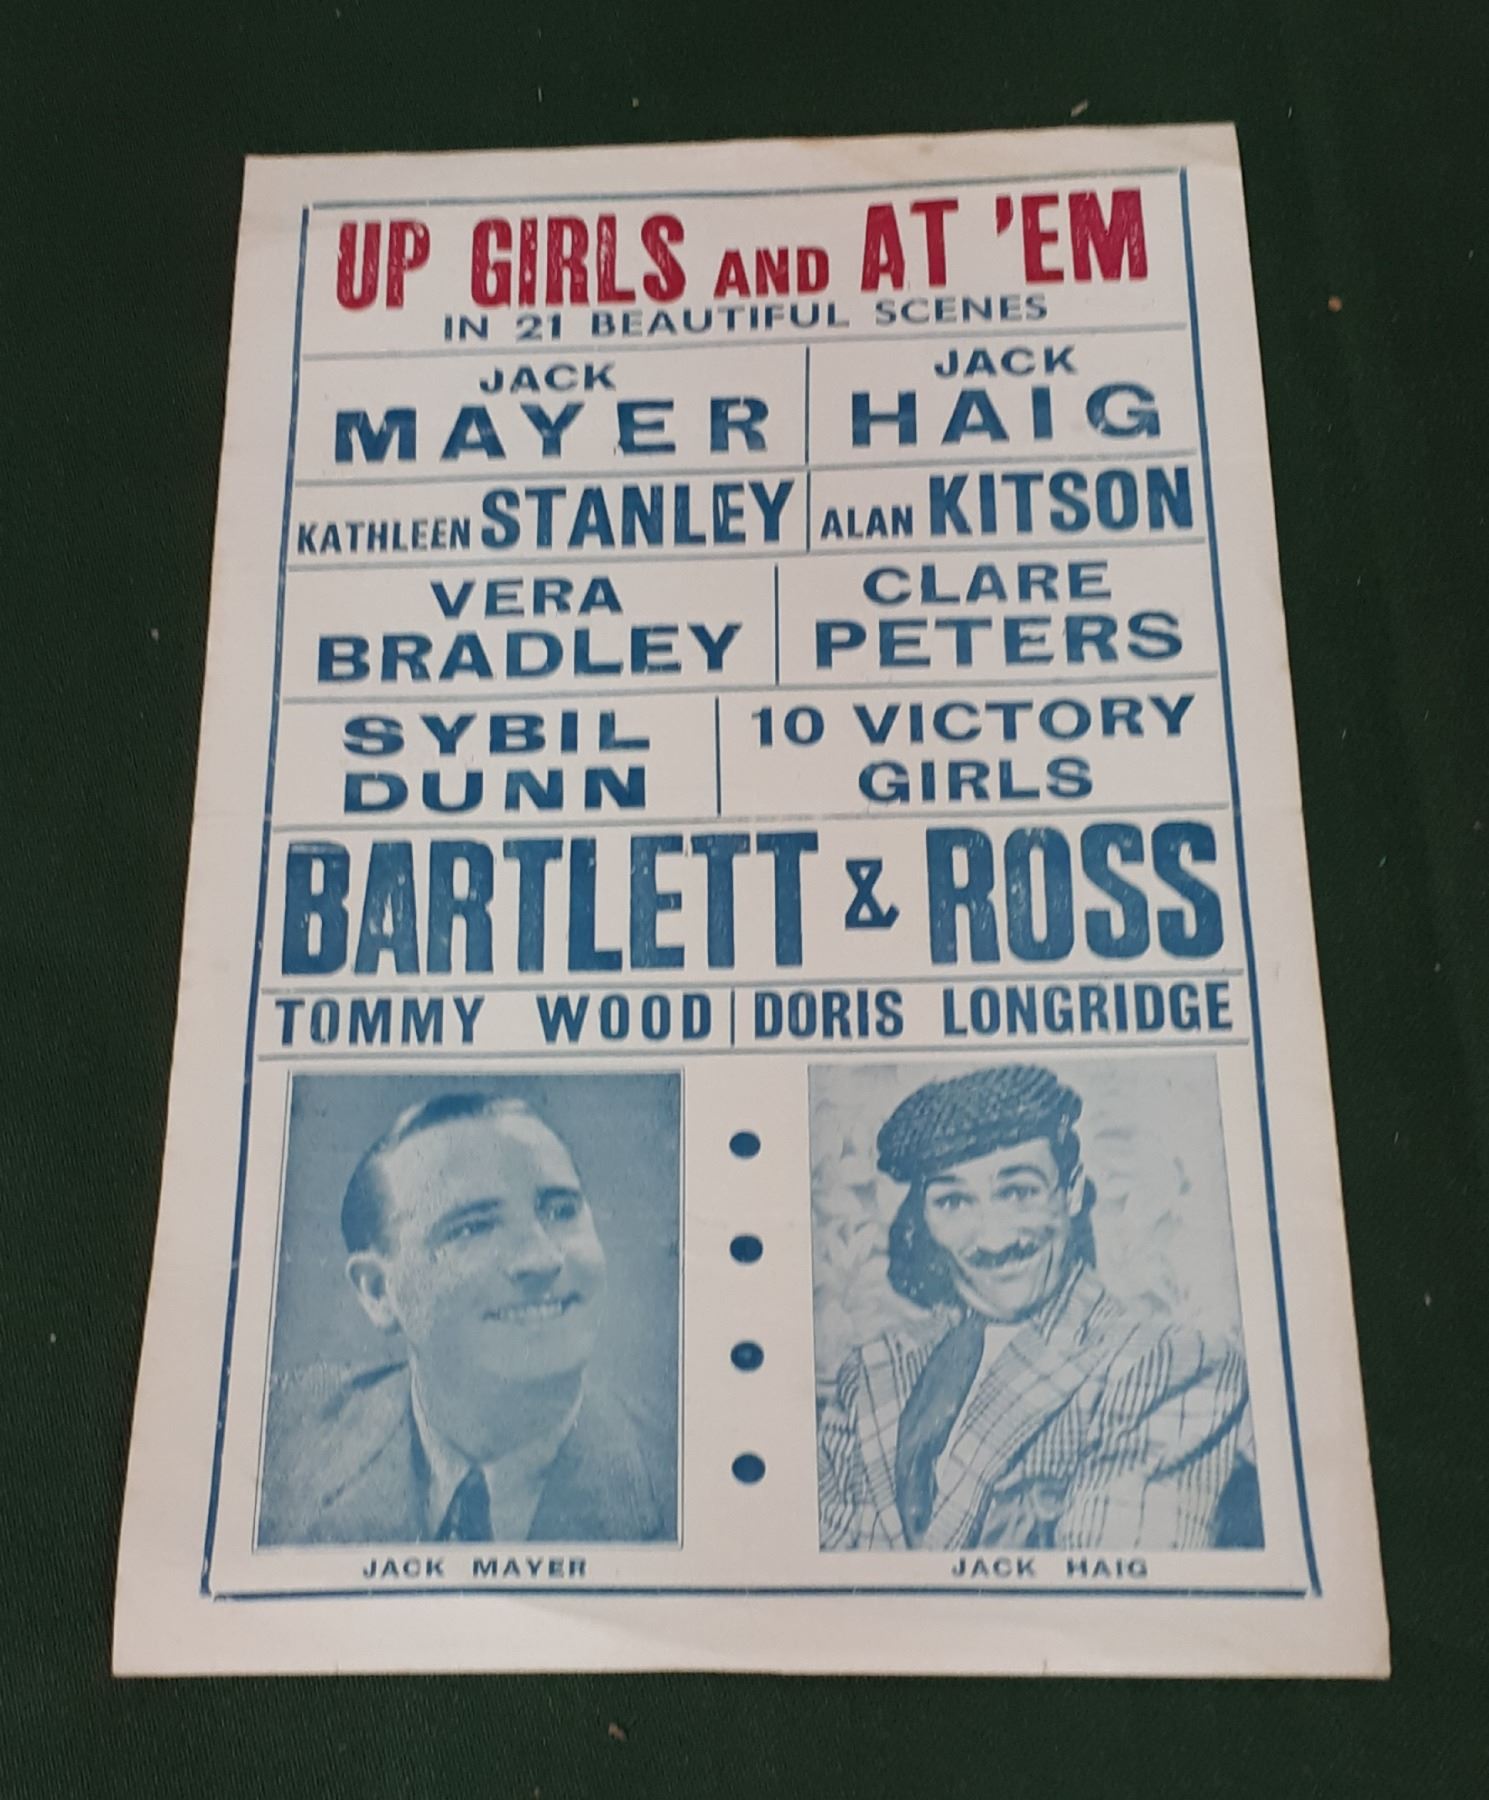 UP GIRLS AND AT 'EM
IN 21 BEAUTIFUL SCENES
JACK
MAYER
JACK
HAIG
KATHLEEN STANLEY
ALAN KITSON
VERA
BRADLEY
CLARE
PETERS
SYBIL
DUNN
10 VICTORY
GIRLS
BARTLETT & ROSS
TOMMY WOOD
DORIS LONGRIDGE
JACK MAYER
JACK HAIG